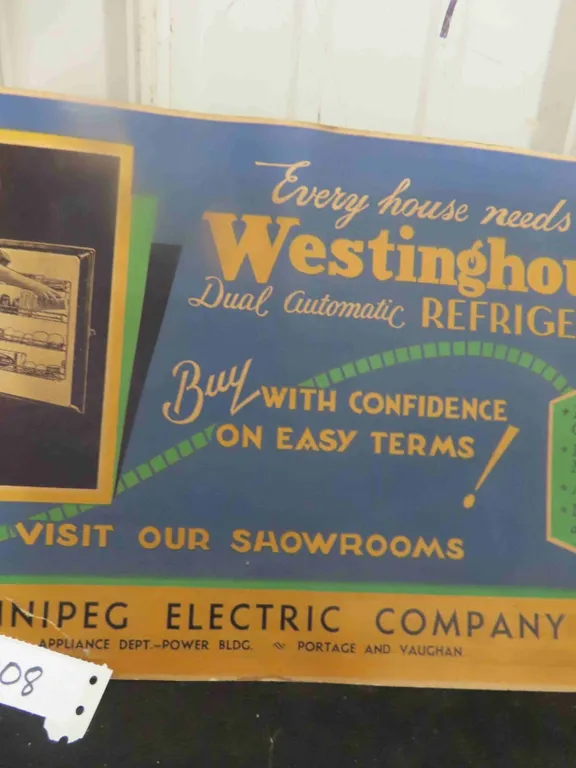 Every house needs
Westinghou
Dual Automatic REFRIGE
Buy WITH CONFIDENCE
ON EASY TERMS!
VISIT OUR SHOWROOMS
NNIPEG ELECTRIC COMPANY
APPLIANCE DEPT.—POWER BLDG. PORTAGE AND VAUGHAN
08